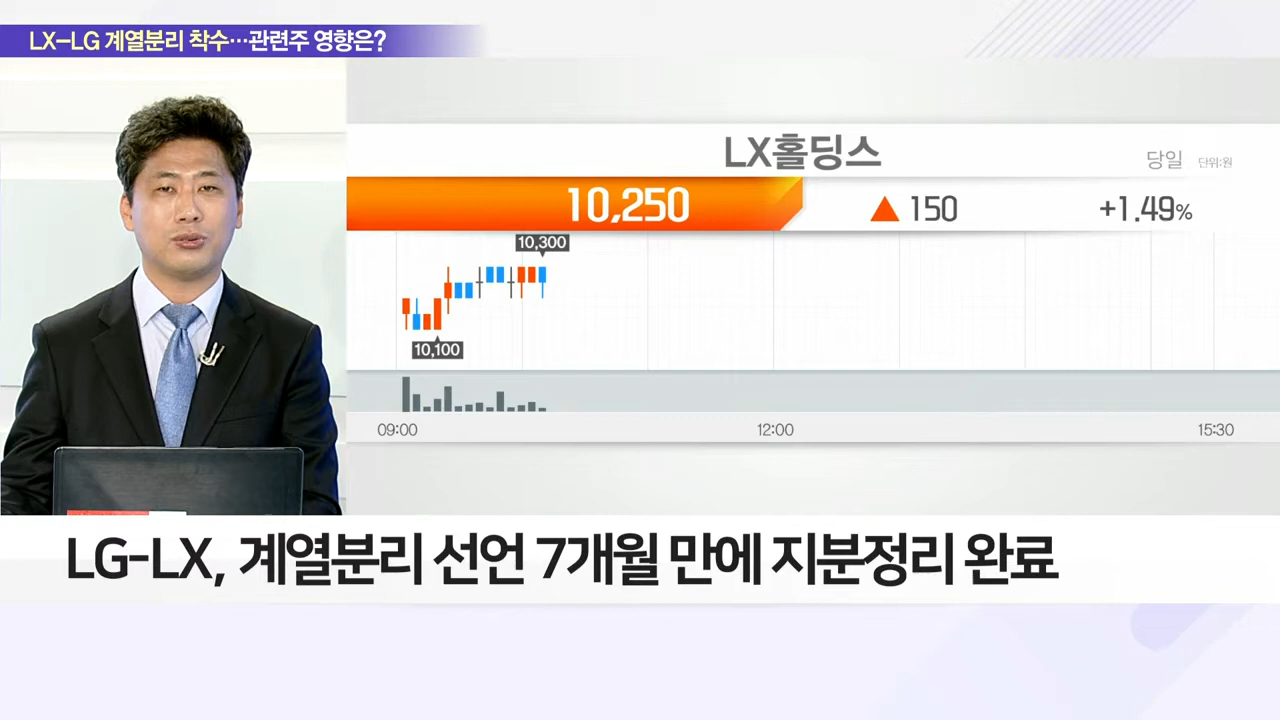 LX-LG 계열분리 착수…관련주 영향은?
LX홀딩스
당일 단위:원
10,250 ▲ 150 +1.49%
10,300
10,100
09:00 12:00 15:30
LG-LX, 계열분리 선언 7개월 만에 지분정리 완료